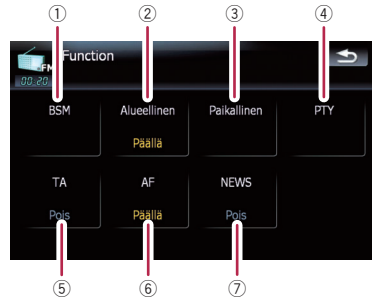 ① ② ③ ④
Function
FM
00:20
BSM Alueellinen Paikallinen PTY
Päällä
TA AF NEWS
Pois Päällä Pois
⑤ ⑥ ⑦